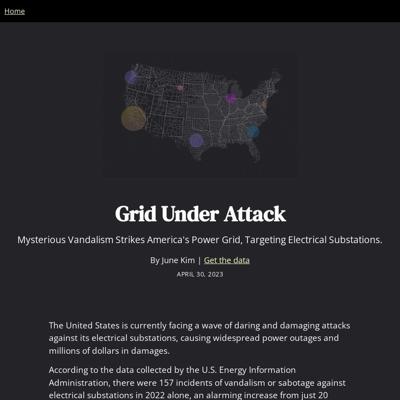 Home
Grid Under Attack
Mysterious Vandalism Strikes America's Power Grid, Targeting Electrical Substations.
By June Kim | Get the data
APRIL 30, 2023
The United States is currently facing a wave of daring and damaging attacks
against its electrical substations, causing widespread power outages and
millions of dollars in damages.
According to the data collected by the U.S. Energy Information
Administration, there were 157 incidents of vandalism or sabotage against
electrical substations in 2022 alone, an alarming increase from just 20